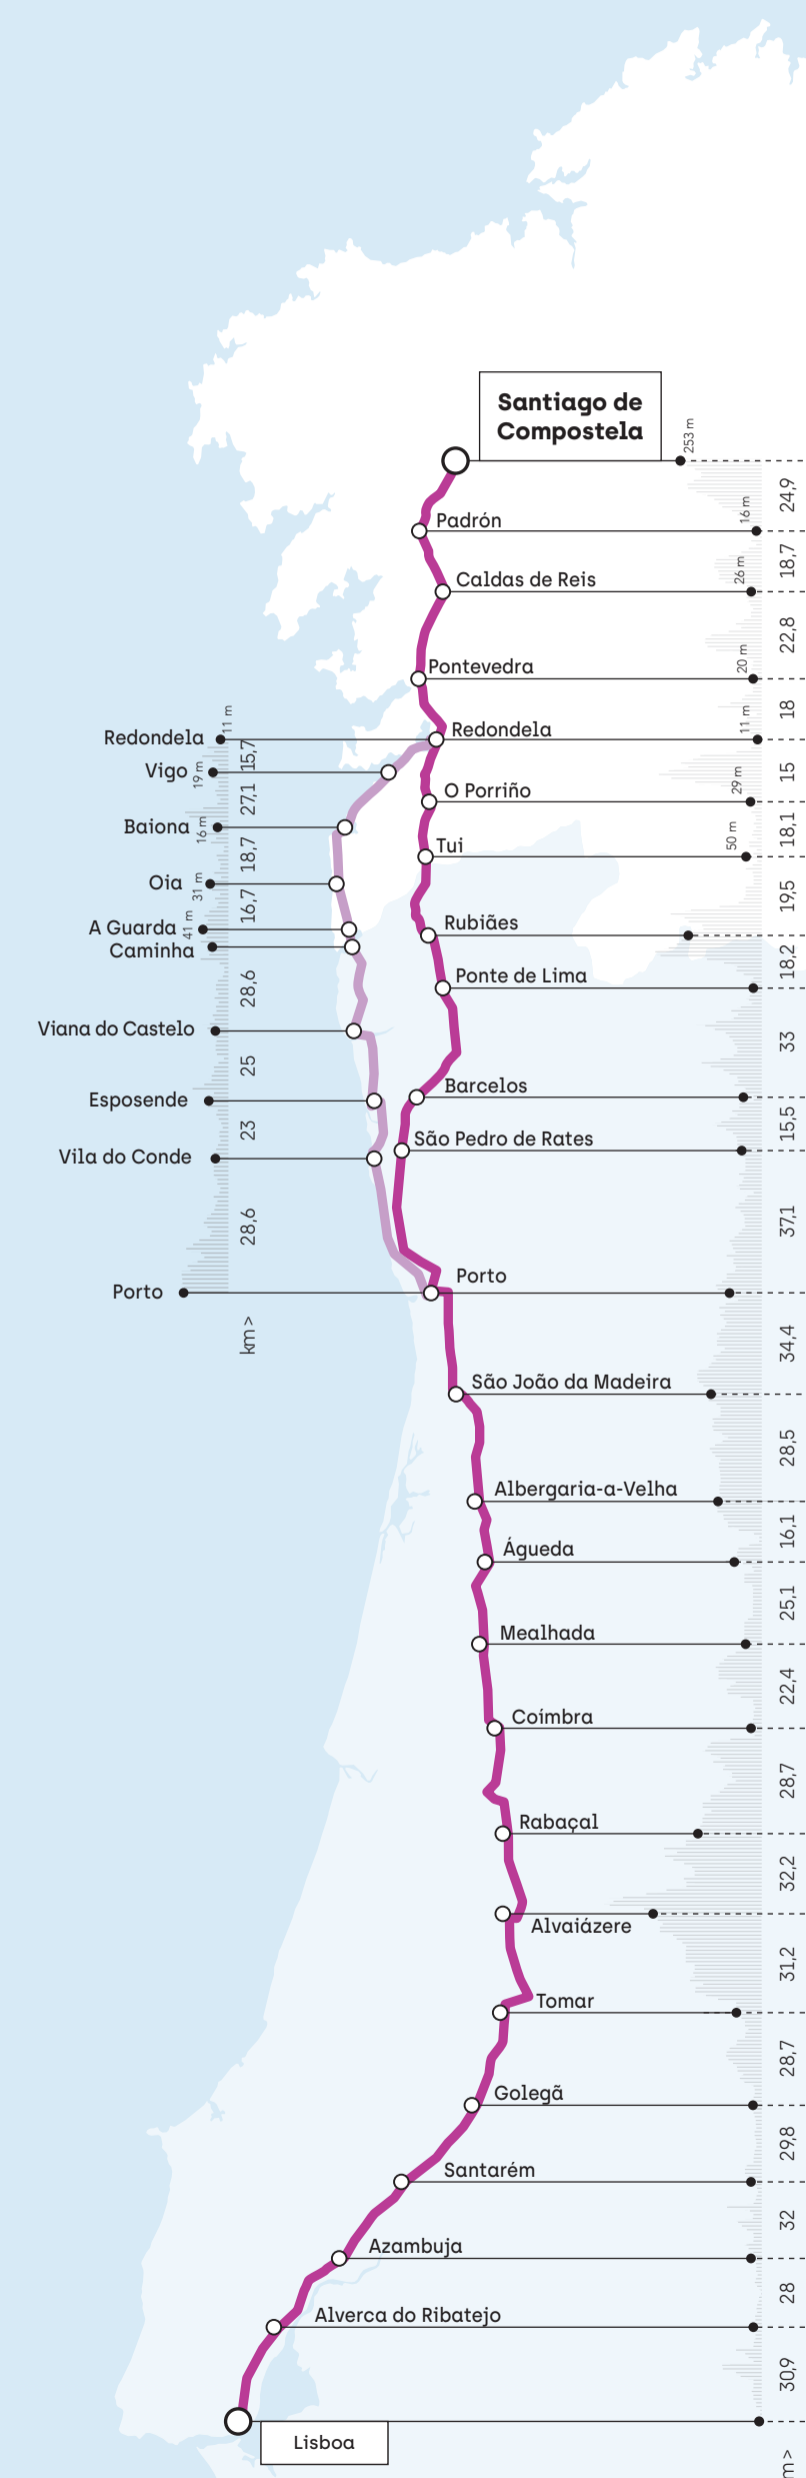 Santiago de
Compostela
253 m
24,9
Padrón
16 m
18,7
Caldas de Reis
26 m
22,8
Pontevedra
20 m
18
Redondela
11 m
15,7
Redondela
11 m
15
Vigo
19 m
27,1
O Porriño
29 m
18,1
Baiona
16 m
18,7
Tui
50 m
19,5
Oia
31 m
16,7
A Guarda
41 m
Rubiães
18,2
Caminha
28,6
Ponte de Lima
33
Viana do Castelo
25
Barcelos
15,5
Esposende
23
São Pedro de Rates
37,1
Vila do Conde
28,6
Porto
Porto
km >
34,4
São João da Madeira
28,5
Albergaria-a-Velha
16,1
Águeda
25,1
Mealhada
22,4
Coímbra
28,7
Rabaçal
32,2
Alvaiázere
31,2
Tomar
28,7
Golegã
29,8
Santarém
32
Azambuja
28
Alverca do Ribatejo
30,9
Lisboa
m >